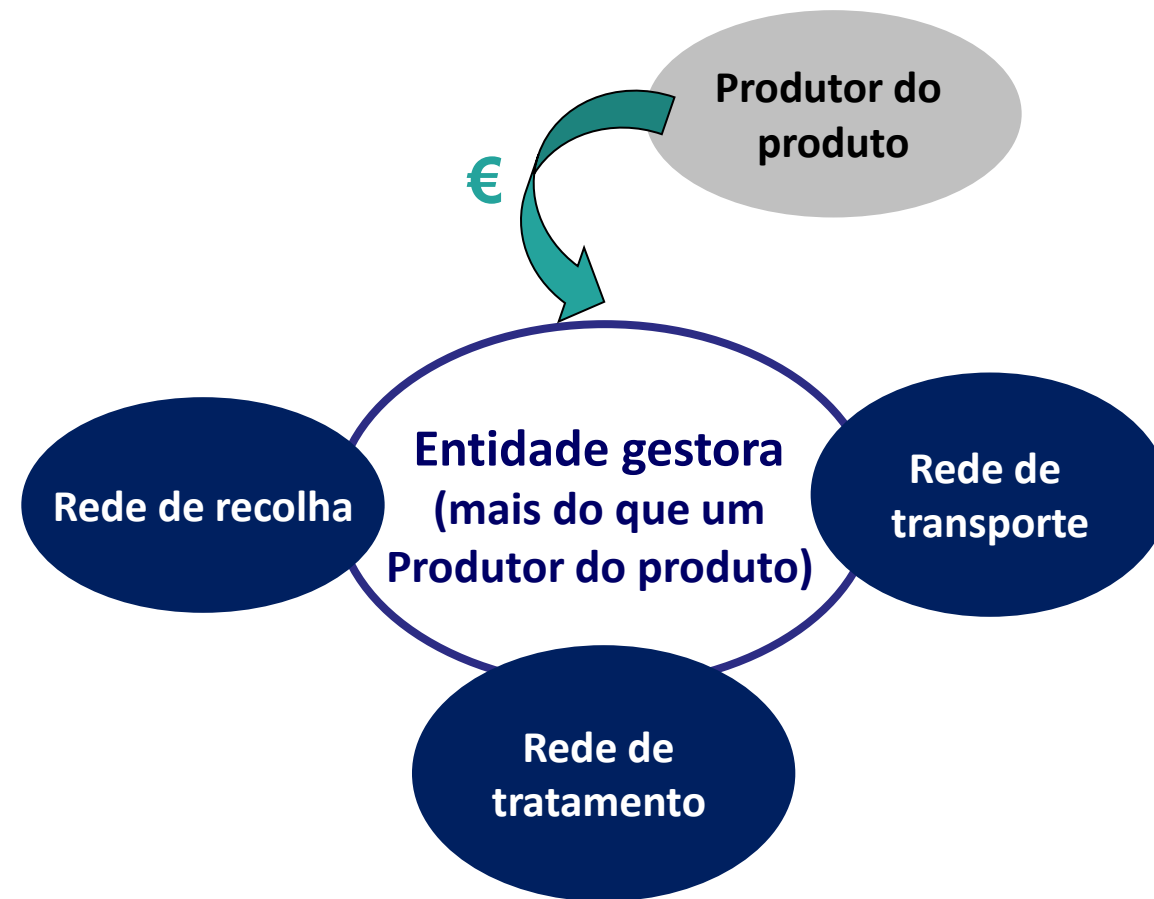 Produtor do
produto
€
Entidade gestora
(mais do que um
Produtor do produto)
Rede de recolha
Rede de
transporte
Rede de
tratamento